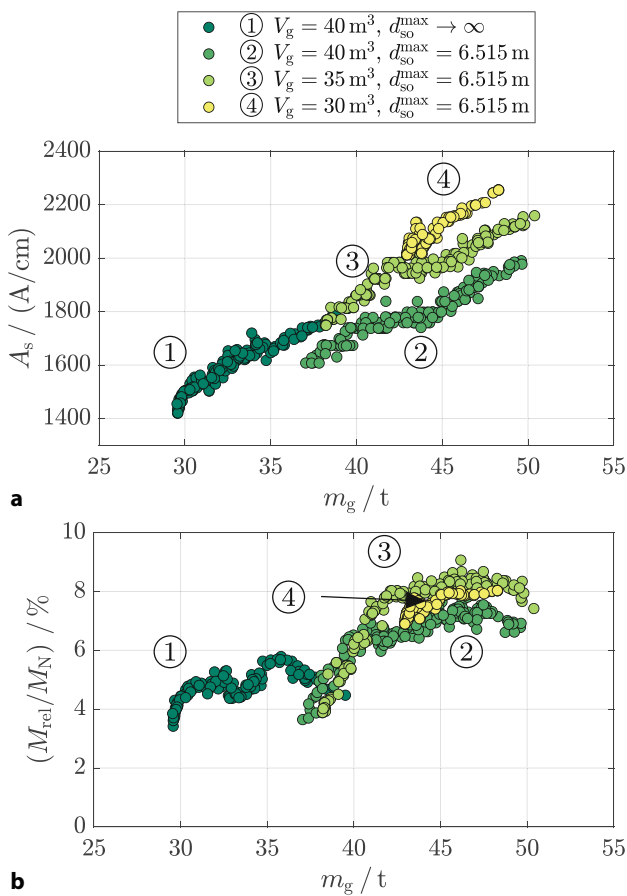 ① V_g = 40 m³, d_so^max → ∞
② V_g = 40 m³, d_so^max = 6.515 m
③ V_g = 35 m³, d_so^max = 6.515 m
④ V_g = 30 m³, d_so^max = 6.515 m
2400
2200
2000
1800
1600
1400
A_s / (A/cm)
④
③
①
②
25 30 35 40 45 50 55
m_g / t
a
10
8
6
4
2
0
(M_rel/M_N) / %
③
④
①
②
25 30 35 40 45 50 55
m_g / t
b